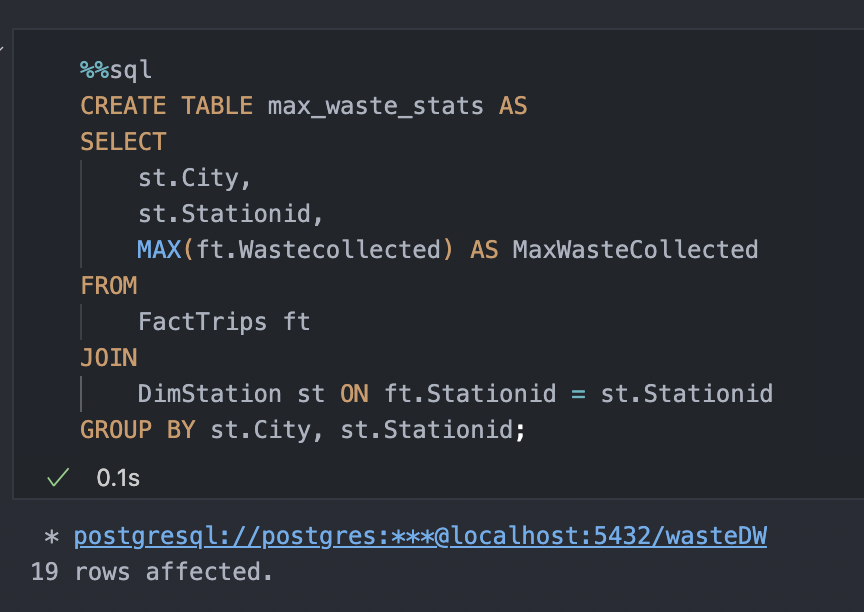 %%sql
CREATE TABLE max_waste_stats AS
SELECT
st.City,
st.Stationid,
MAX(ft.Wastecollected) AS MaxWasteCollected
FROM
FactTrips ft
JOIN
DimStation st ON ft.Stationid = st.Stationid
GROUP BY st.City, st.Stationid;
✓ 0.1s
* postgresql://postgres:***@localhost:5432/wasteDW
19 rows affected.